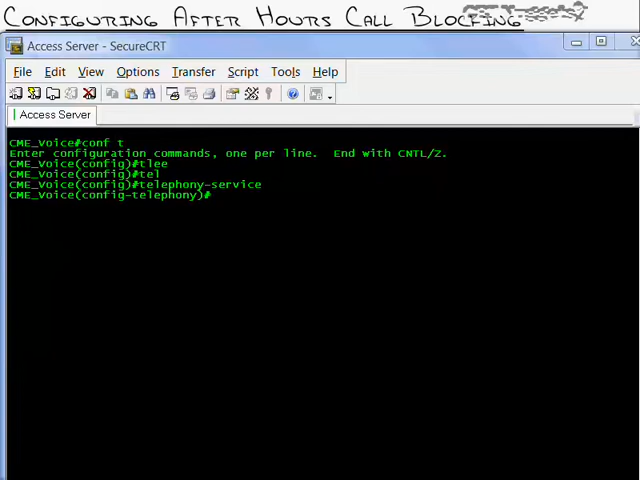 CONFIGURING AFTER HOURS CALL BLOCKING
Access Server - SecureCRT
File Edit View Options Transfer Script Tools Help
Access Server
CME_Voice#conf t
Enter configuration commands, one per line.  End with CNTL/Z.
CME_Voice(config)#tlee
CME_Voice(config)#tel
CME_Voice(config)#telephony-service
CME_Voice(config-telephony)#